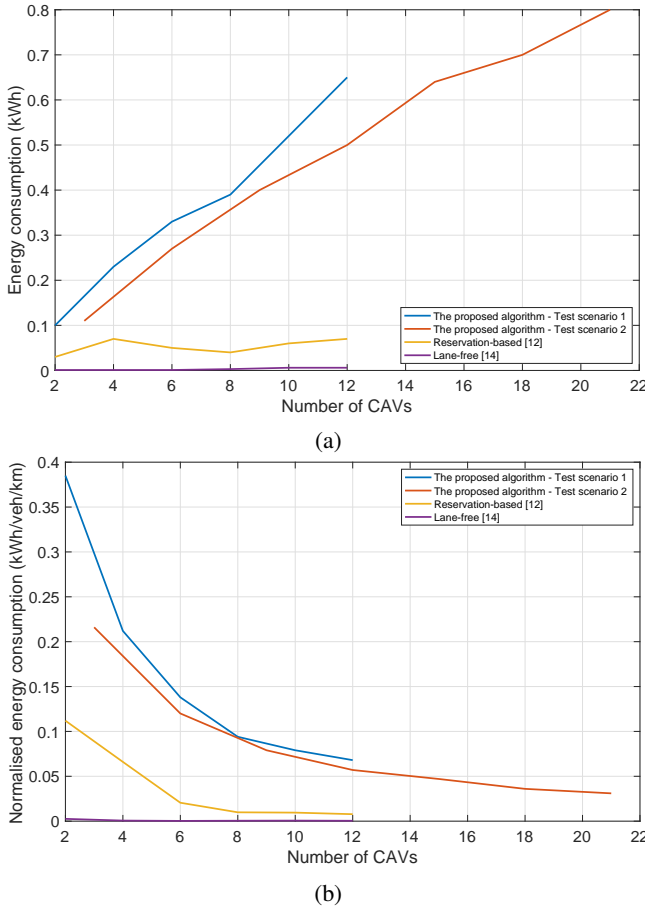 0.8
0.7
0.6
0.5
0.4
0.3
0.2
0.1
0
Energy consumption (kWh)
The proposed algorithm - Test scenario 1
The proposed algorithm - Test scenario 2
Reservation-based [12]
Lane-free [14]
2 4 6 8 10 12 14 16 18 20 22
Number of CAVs
(a)
0.4
0.35
0.3
0.25
0.2
0.15
0.1
0.05
0
Normalised energy consumption (kWh/veh/km)
The proposed algorithm - Test scenario 1
The proposed algorithm - Test scenario 2
Reservation-based [12]
Lane-free [14]
2 4 6 8 10 12 14 16 18 20 22
Number of CAVs
(b)